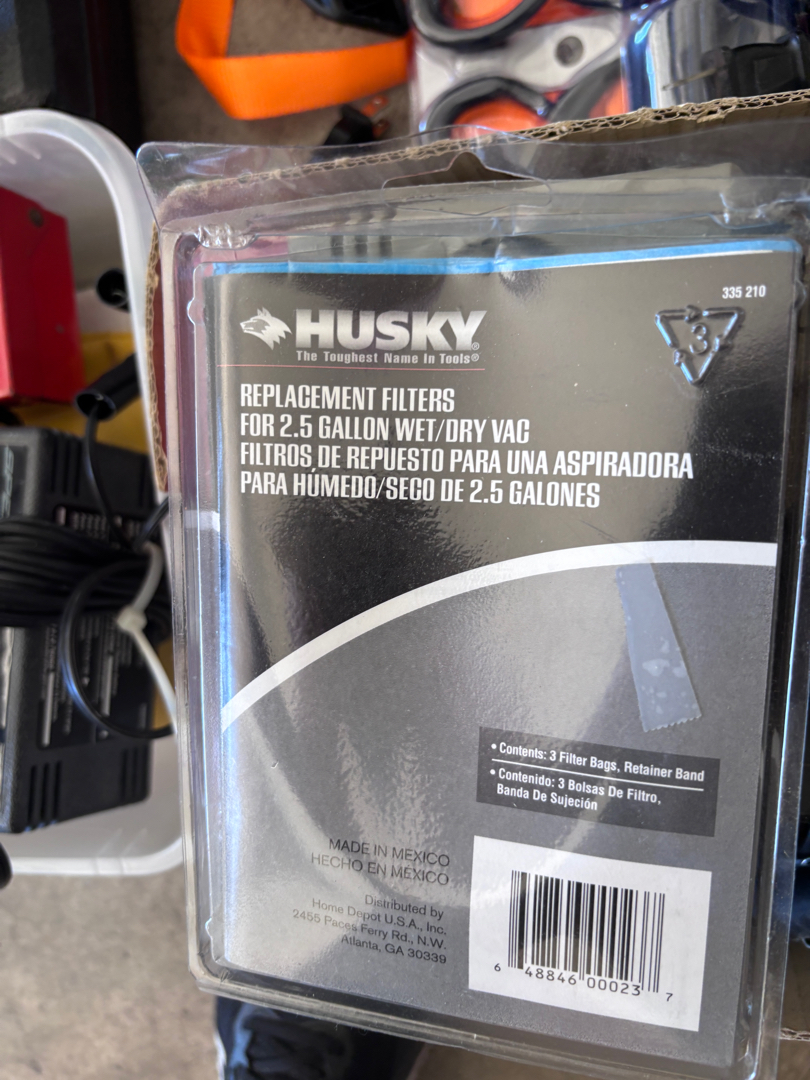 335 210
HUSKY®
The Toughest Name In Tools®
3
REPLACEMENT FILTERS
FOR 2.5 GALLON WET/DRY VAC
FILTROS DE REPUESTO PARA UNA ASPIRADORA
PARA HÚMEDO/SECO DE 2.5 GALONES
• Contents: 3 Filter Bags, Retainer Band
• Contenido: 3 Bolsas De Filtro,
Banda De Sujeción
MADE IN MEXICO
HECHO EN MÉXICO
Distributed by
Home Depot U.S.A., Inc.
2455 Paces Ferry Rd., N.W.
Atlanta, GA 30339
6 48846 00023 7